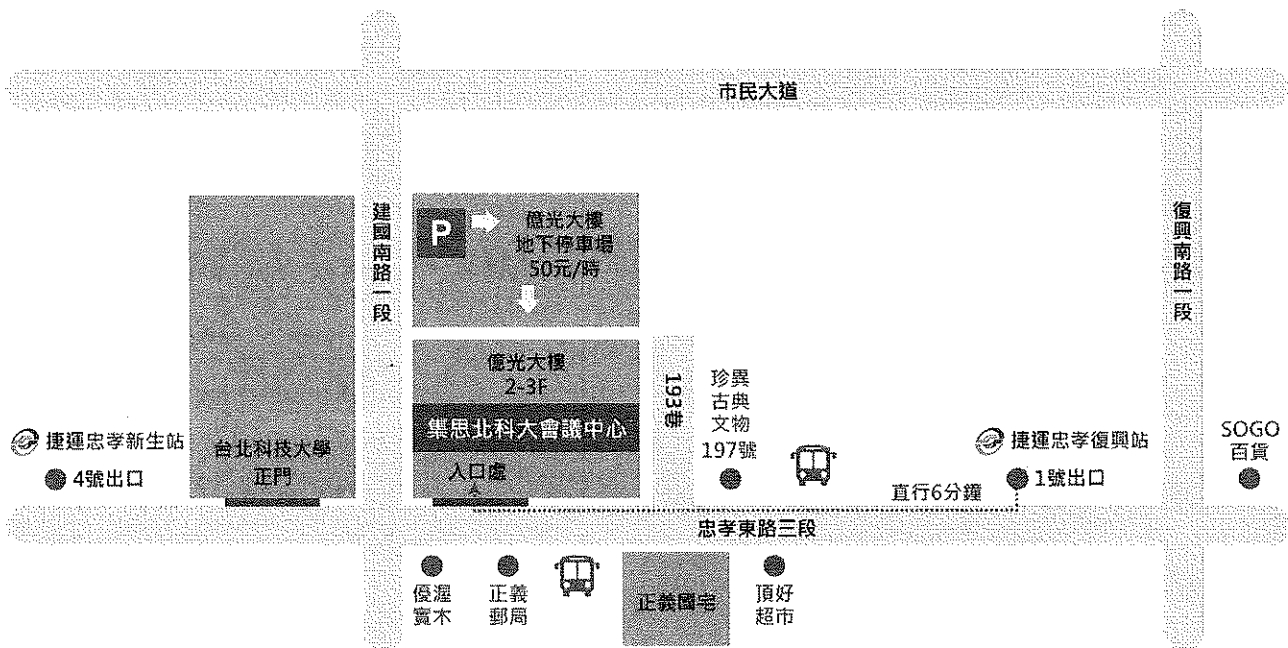 市民大道
建國南路一段
復興南路一段
P
億光大樓
地下停車場
50元/時
億光大樓
2-3F
集思北科大會議中心
入口處
193巷
珍異
古典
文物
197號
捷運忠孝新生站
4號出口
台北科技大學
正門
捷運忠孝復興站
1號出口
SOGO
百貨
直行6分鐘
忠孝東路三段
優渥
實木
正義
郵局
正義國宅
頂好
超市